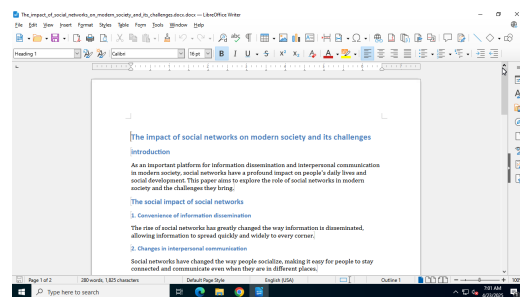 The_impact_of_social_networks_on_modern_society_and_its_challenges.docx.docx — LibreOffice Writer
File Edit View Insert Format Styles Table Form Tools Window Help
Heading 1 Calibri 16 pt
The impact of social networks on modern society and its challenges
introduction
As an important platform for information dissemination and interpersonal communication
in modern society, social networks have a profound impact on people's daily lives and
social development. This paper aims to explore the role of social networks in modern
society and the challenges they bring.
The social impact of social networks
1. Convenience of information dissemination
The rise of social networks has greatly changed the way information is disseminated,
allowing information to spread quickly and widely to every corner.
2. Changes in interpersonal communication
Social networks have changed the way people socialize, making it easy for people to stay
connected and communicate even when they are in different places.
Page 1 of 2 280 words, 1,825 characters Default Page Style English (USA) Outline 1 100%
Type here to search 7:01 AM
4/23/2025